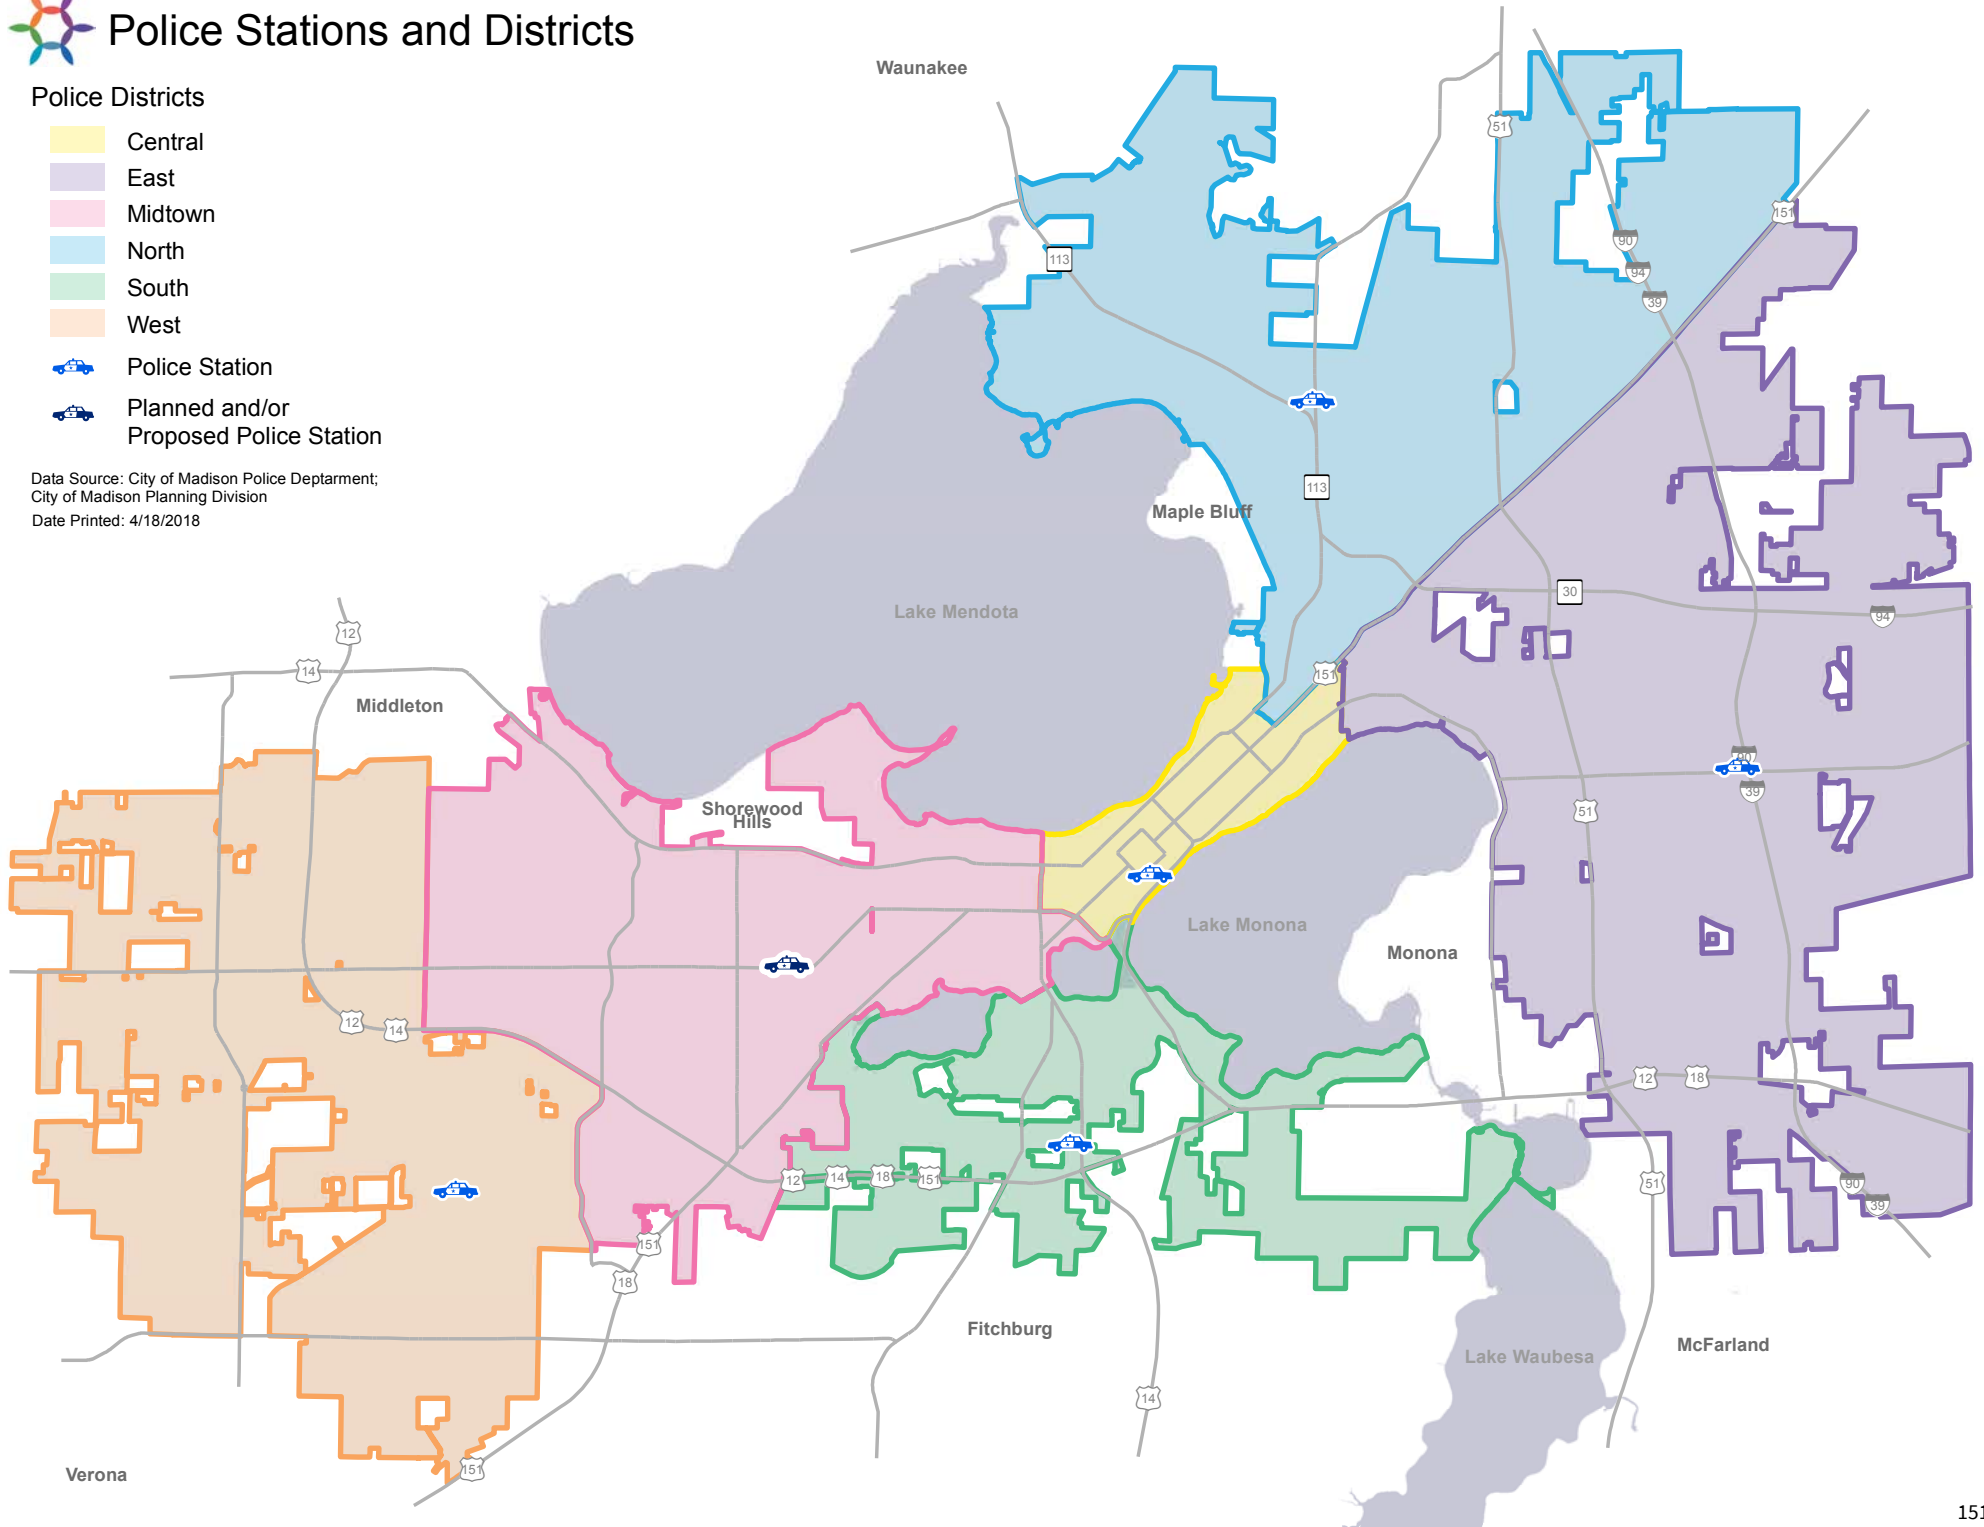 Police Stations and Districts
Police Districts
Central
East
Midtown
North
South
West
Police Station
Planned and/or
Proposed Police Station
Data Source: City of Madison Police Deptarment;
City of Madison Planning Division
Date Printed: 4/18/2018
Waunakee
51
151
90
94
39
113
113
Maple Bluff
30
94
Lake Mendota
12
14
151
Middleton
Shorewood
Hills
90
39
51
Lake Monona
Monona
12
14
12
18
12
14
18
151
51
90
39
151
18
Fitchburg
McFarland
Lake Waubesa
14
Verona
151
151